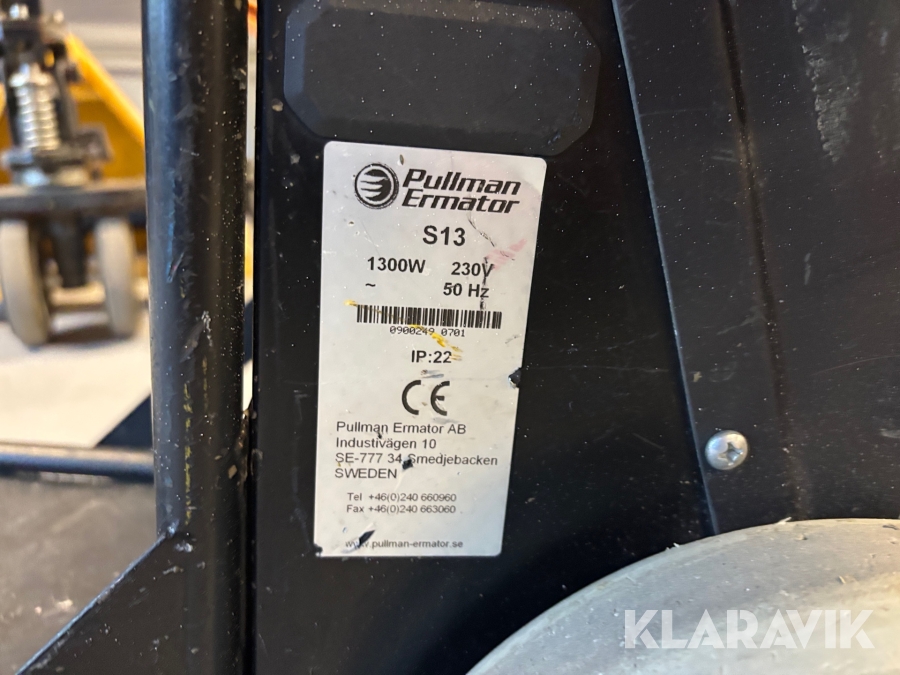 Pullman
Ermator
S13
1300W 230V
~ 50 Hz
0900249 0701
IP:22
CE
Pullman Ermator AB
Industivägen 10
SE-777 34 Smedjebacken
SWEDEN
Tel +46(0)240 660960
Fax +46(0)240 663060
www.pullman-ermator.se
KLARAVIK